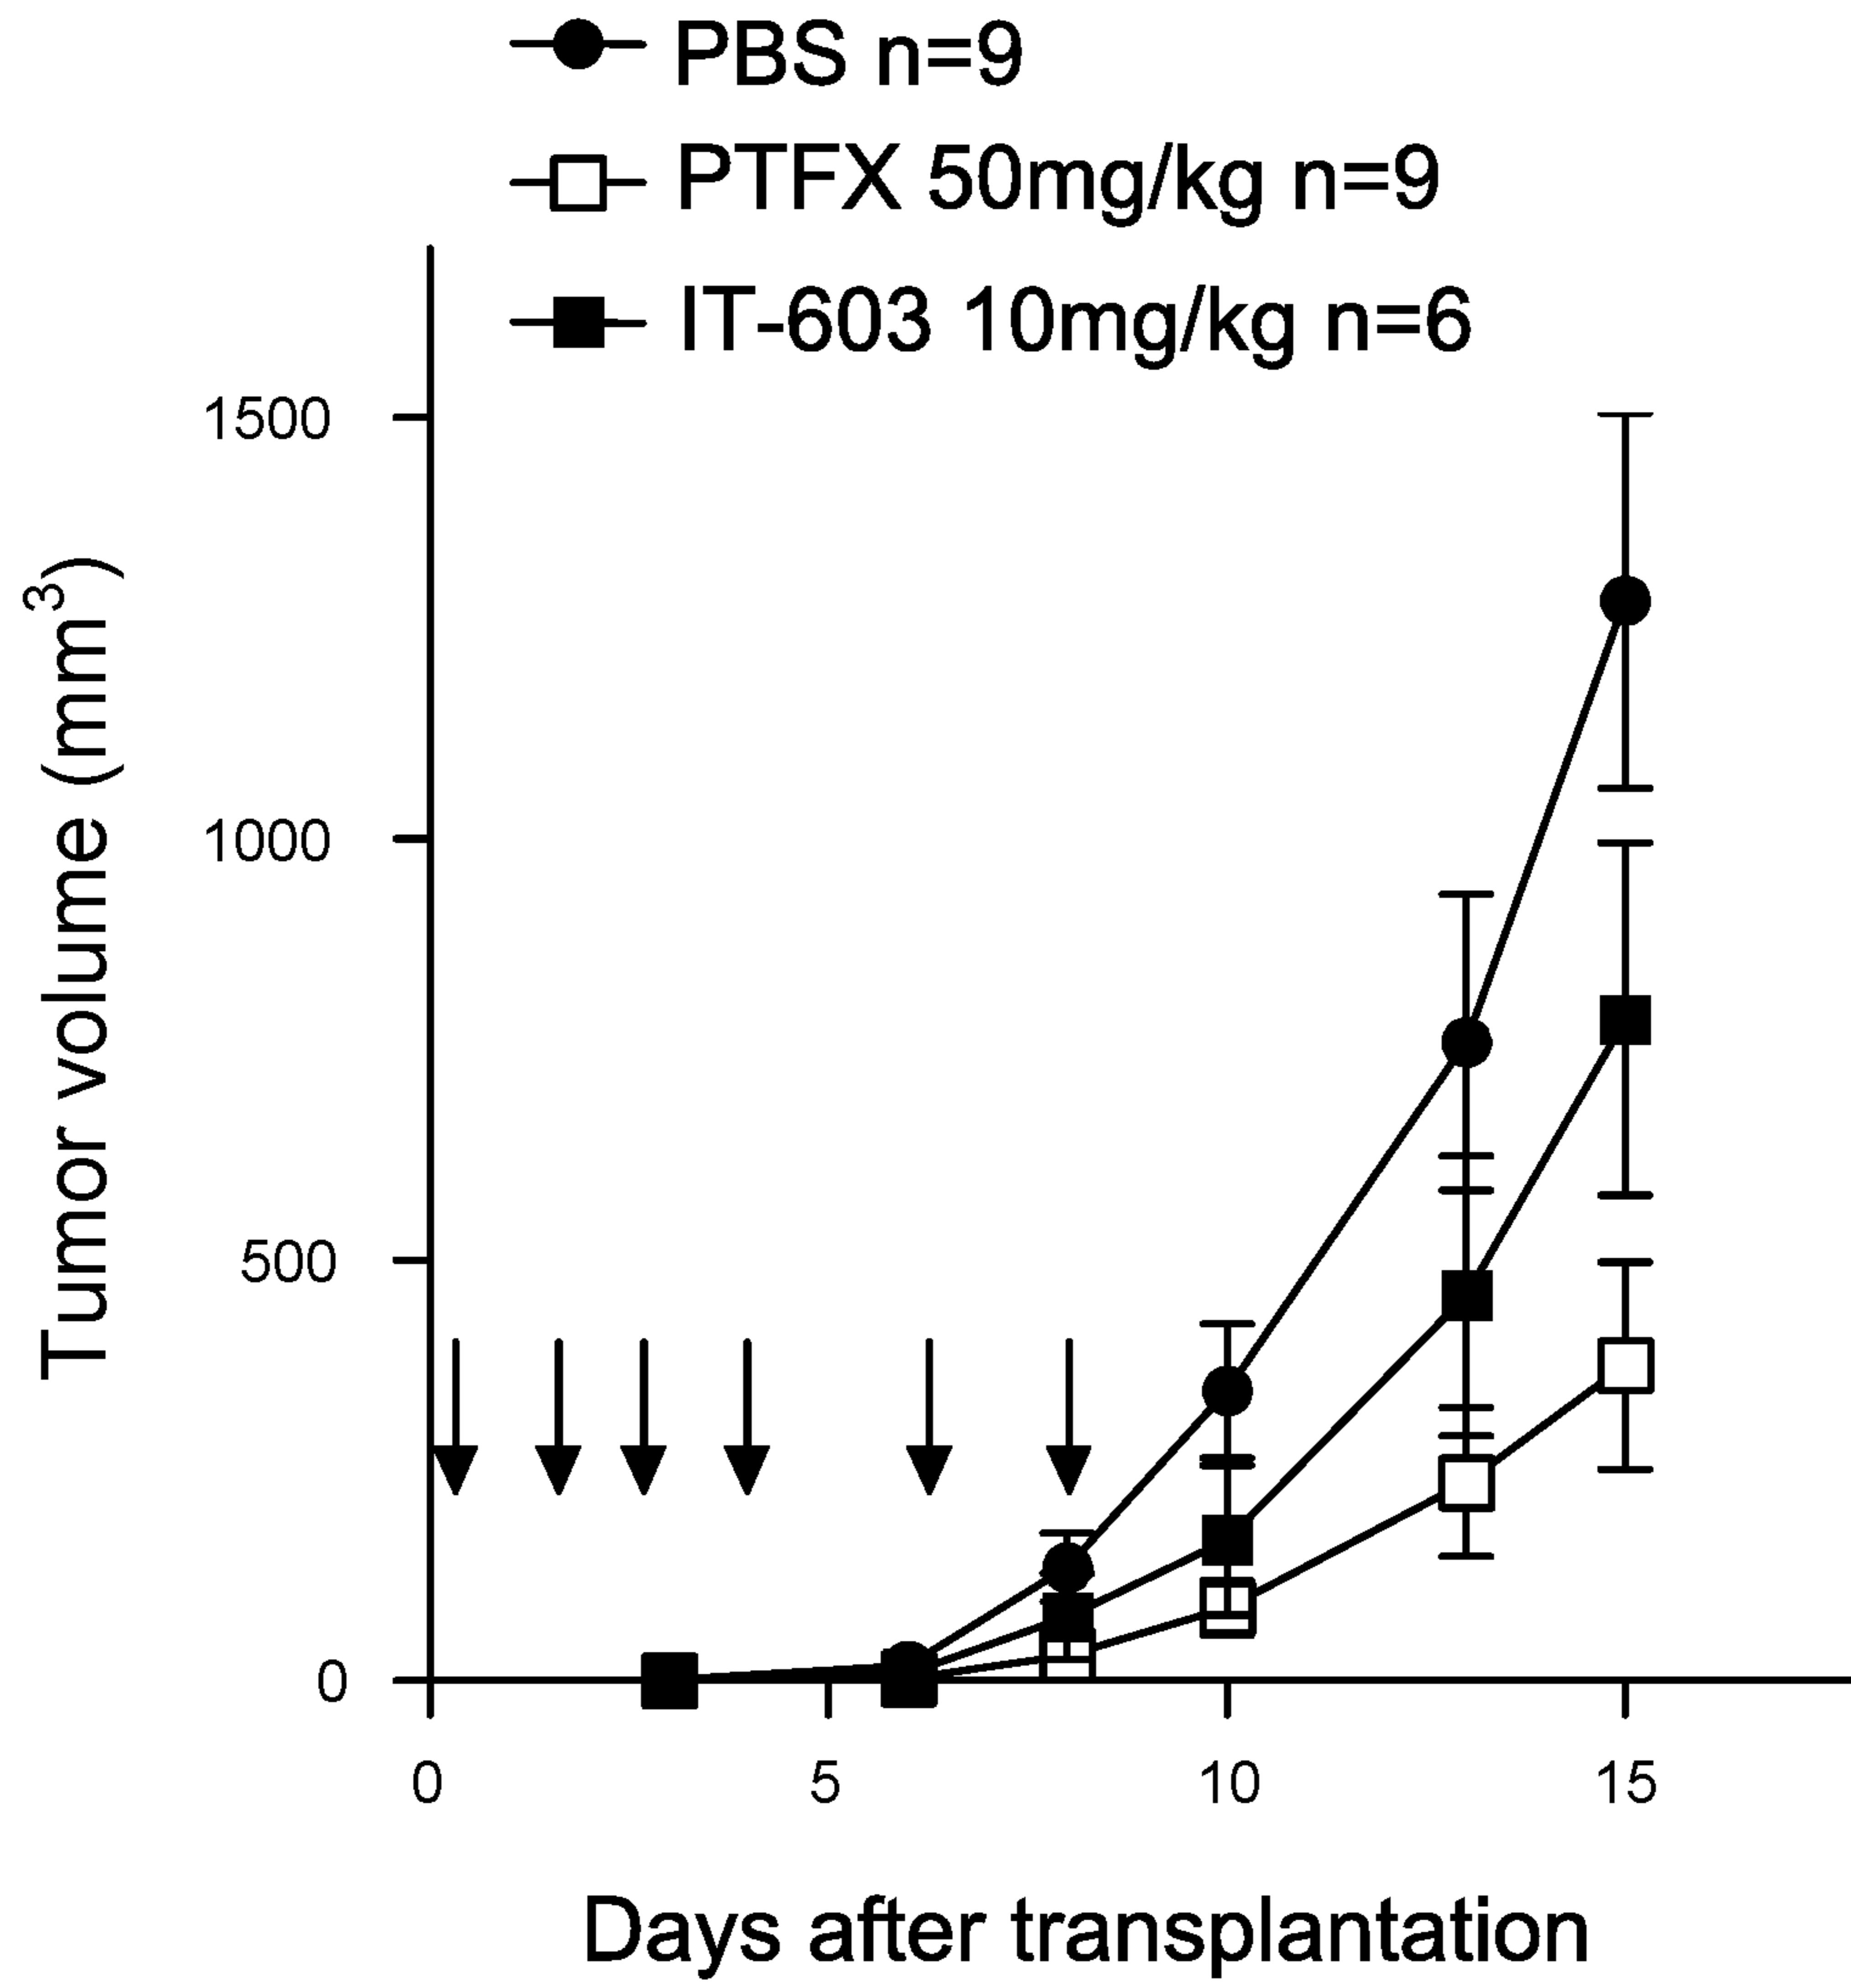 PBS n=9
PTFX 50mg/kg n=9
IT-603 10mg/kg n=6
Tumor volume (mm³)
1500
1000
500
0
0 5 10 15
Days after transplantation